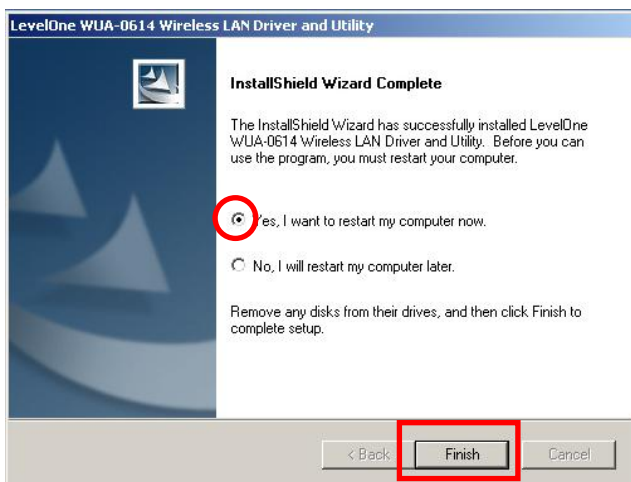 LevelOne WUA-0614 Wireless LAN Driver and Utility
InstallShield Wizard Complete
The InstallShield Wizard has successfully installed LevelOne
WUA-0614 Wireless LAN Driver and Utility. Before you can
use the program, you must restart your computer.
Yes, I want to restart my computer now.
No, I will restart my computer later.
Remove any disks from their drives, and then click Finish to
complete setup.
< Back
Finish
Cancel